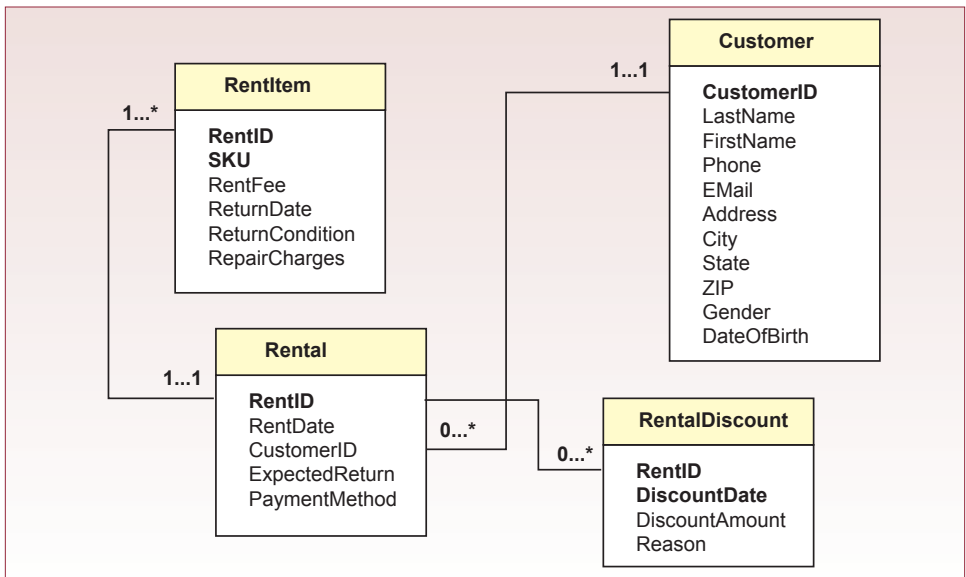 Customer
1...1
CustomerID
LastName
FirstName
Phone
EMail
Address
City
State
ZIP
Gender
DateOfBirth
RentItem
1...*
RentID
SKU
RentFee
ReturnDate
ReturnCondition
RepairCharges
Rental
1...1
RentID
RentDate
CustomerID
ExpectedReturn
PaymentMethod
0...*
RentalDiscount
0...*
RentID
DiscountDate
DiscountAmount
Reason